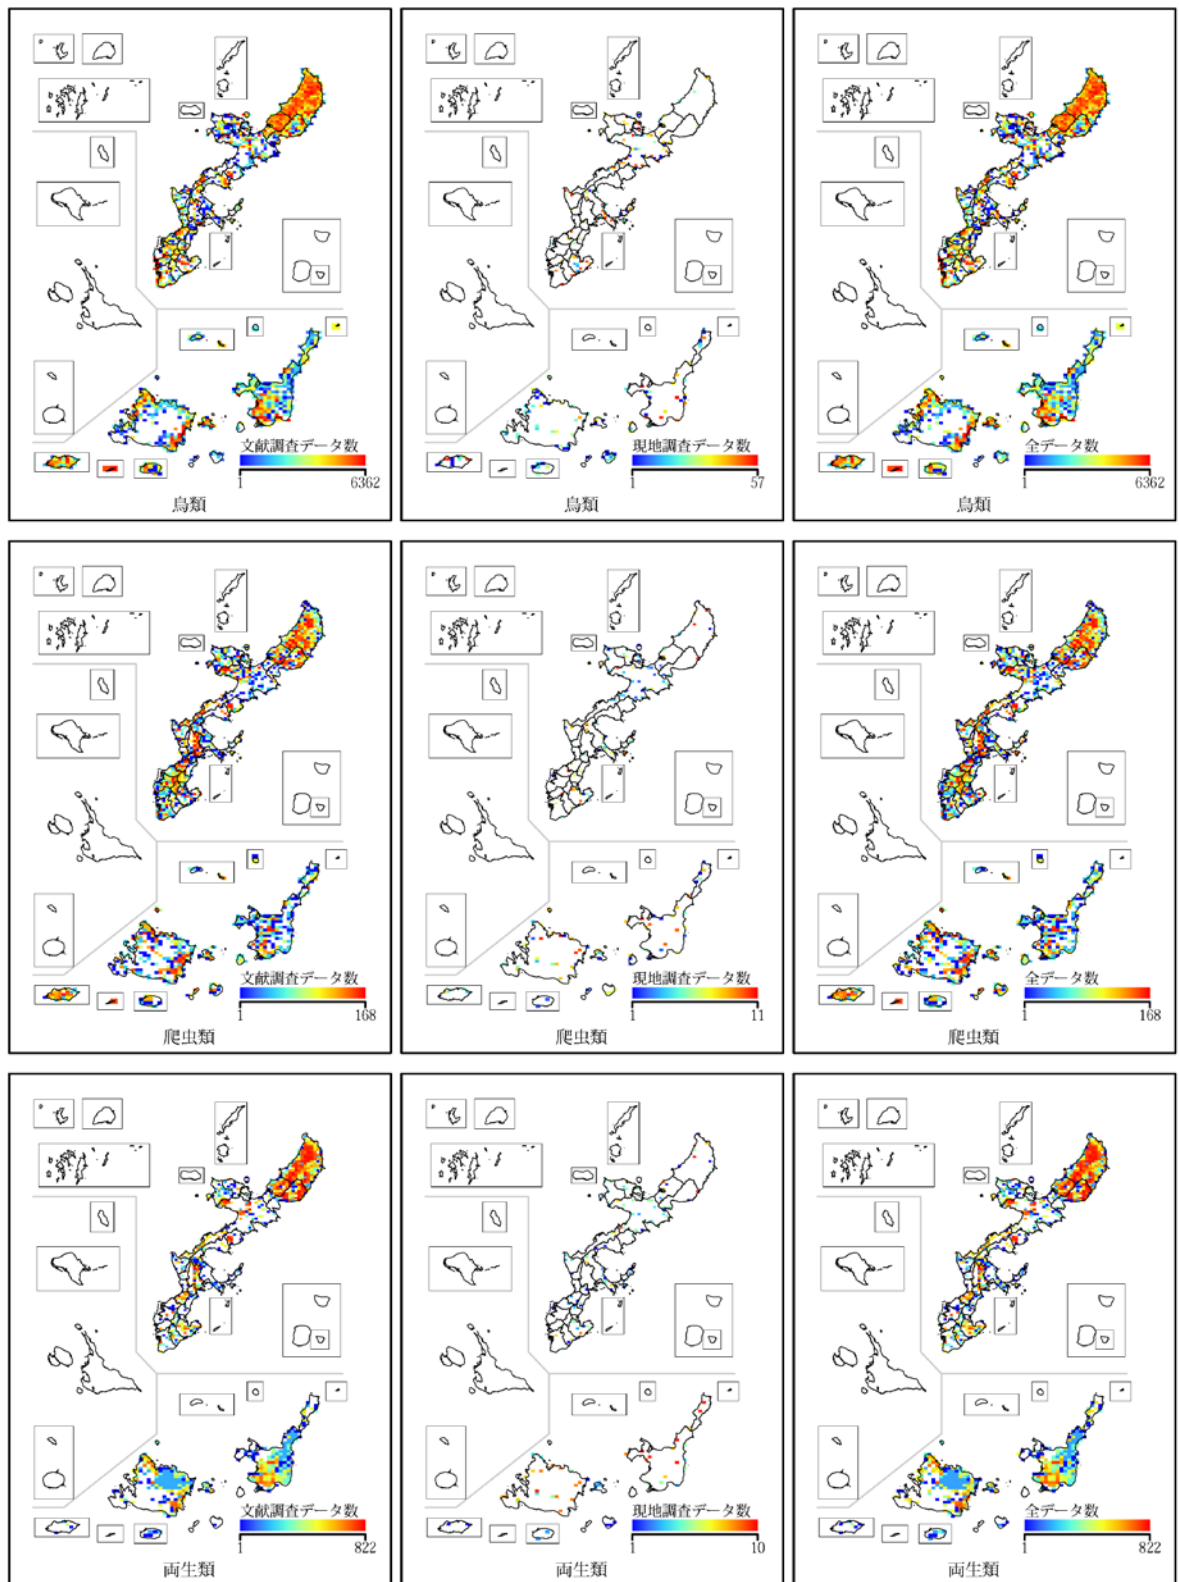 文献調査データ数
1 6362
鳥類
現地調査データ数
1 57
鳥類
全データ数
1 6362
鳥類
文献調査データ数
1 168
爬虫類
現地調査データ数
1 11
爬虫類
全データ数
1 168
爬虫類
文献調査データ数
1 822
両生類
現地調査データ数
1 10
両生類
全データ数
1 822
両生類